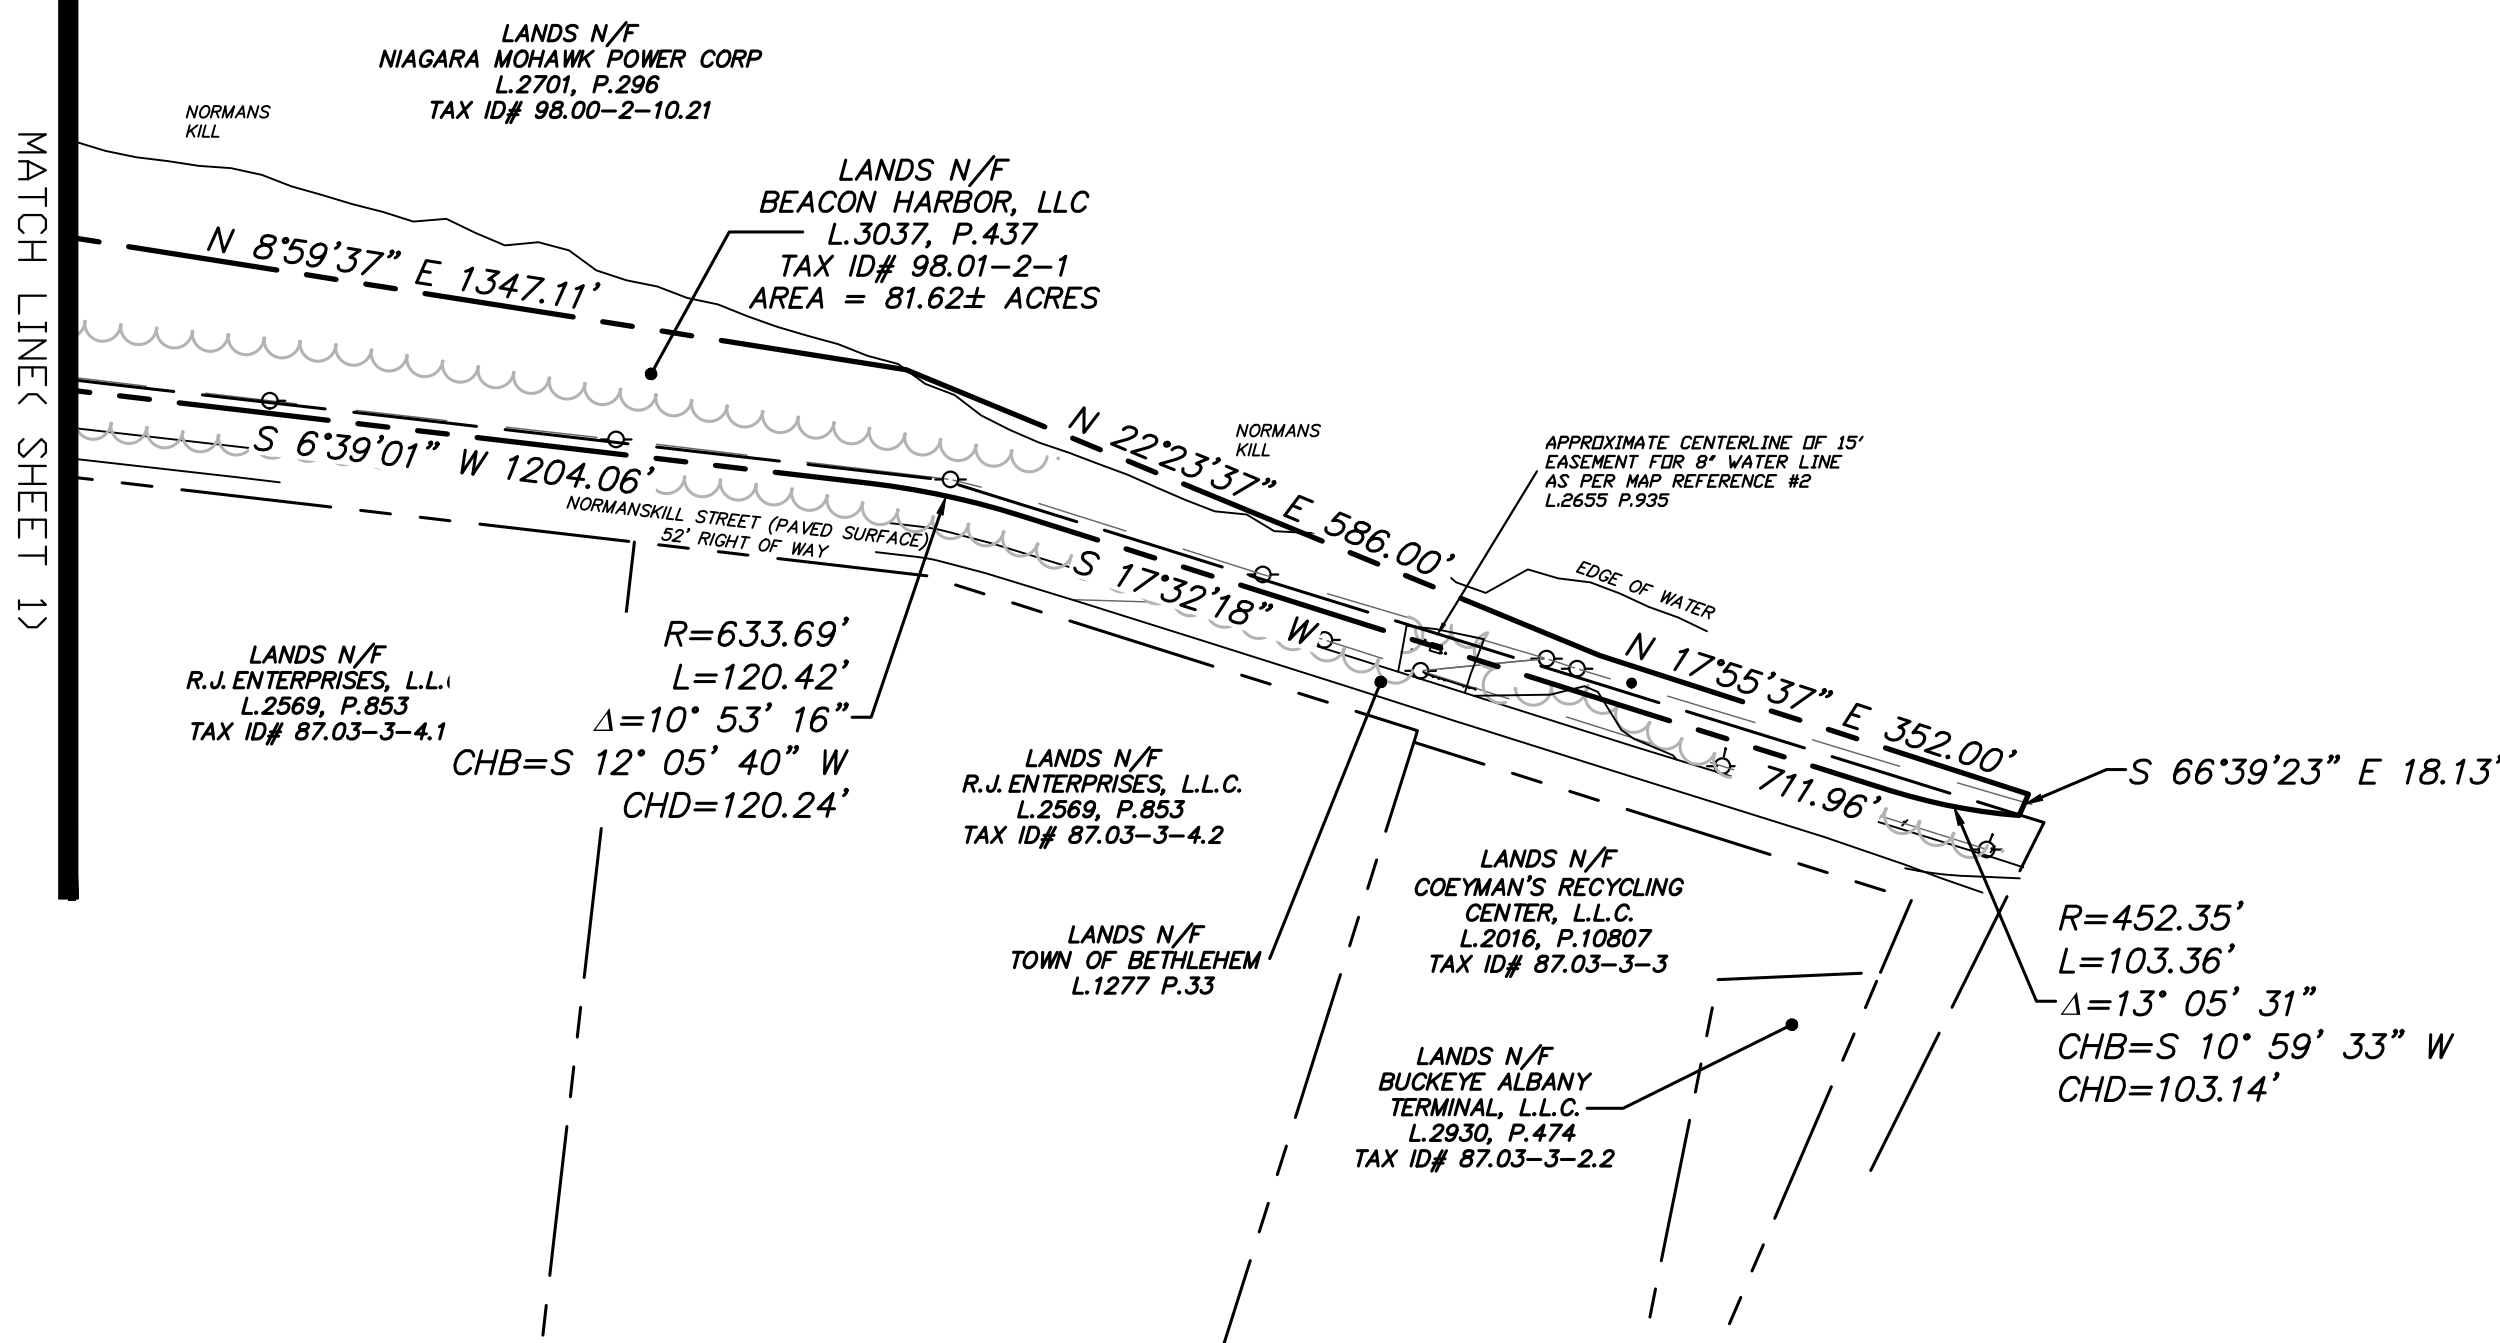 LANDS N/F
NIAGARA MOHAWK POWER CORP
L.2701, P.296
TAX ID# 98.00-2-10.21
NORMANS
KILL
MATCH LINE< SHEET 1>
LANDS N/F
BEACON HARBOR, LLC
L.3037, P.437
TAX ID# 98.01-2-1
AREA = 81.62± ACRES
N 8°59'37" E 1347.11'
N 22°23'37" E 586.00'
NORMANS
KILL
APPROXIMATE CENTERLINE OF 15'
EASEMENT FOR 8" WATER LINE
AS PER MAP REFERENCE #2
L.2655 P.935
S 6°39'01" W 1204.06'
NORMANSKILL STREET (PAVED SURFACE)
52' RIGHT OF WAY
S 17°32'18" W
711.96'
EDGE OF WATER
N 17°55'37" E 352.00'
S 66°39'23" E 18.13'
R=633.69'
L=120.42'
Δ=10° 53' 16"
CHB=S 12° 05' 40" W
CHD=120.24'
LANDS N/F
R.J. ENTERPRISES, L.L.
L.2569, P.853
TAX ID# 87.03-3-4.1
LANDS N/F
R.J. ENTERPRISES, L.L.C.
L.2569, P.853
TAX ID# 87.03-3-4.2
LANDS N/F
TOWN OF BETHLEHEM
L.1277 P.33
LANDS N/F
COEYMAN'S RECYCLING
CENTER, L.L.C.
L.2016, P.10807
TAX ID# 87.03-3-3
LANDS N/F
BUCKEYE ALBANY
TERMINAL, L.L.C.
L.2930, P.474
TAX ID# 87.03-3-2.2
R=452.35'
L=103.36'
Δ=13° 05' 31"
CHB=S 10° 59' 33" W
CHD=103.14'